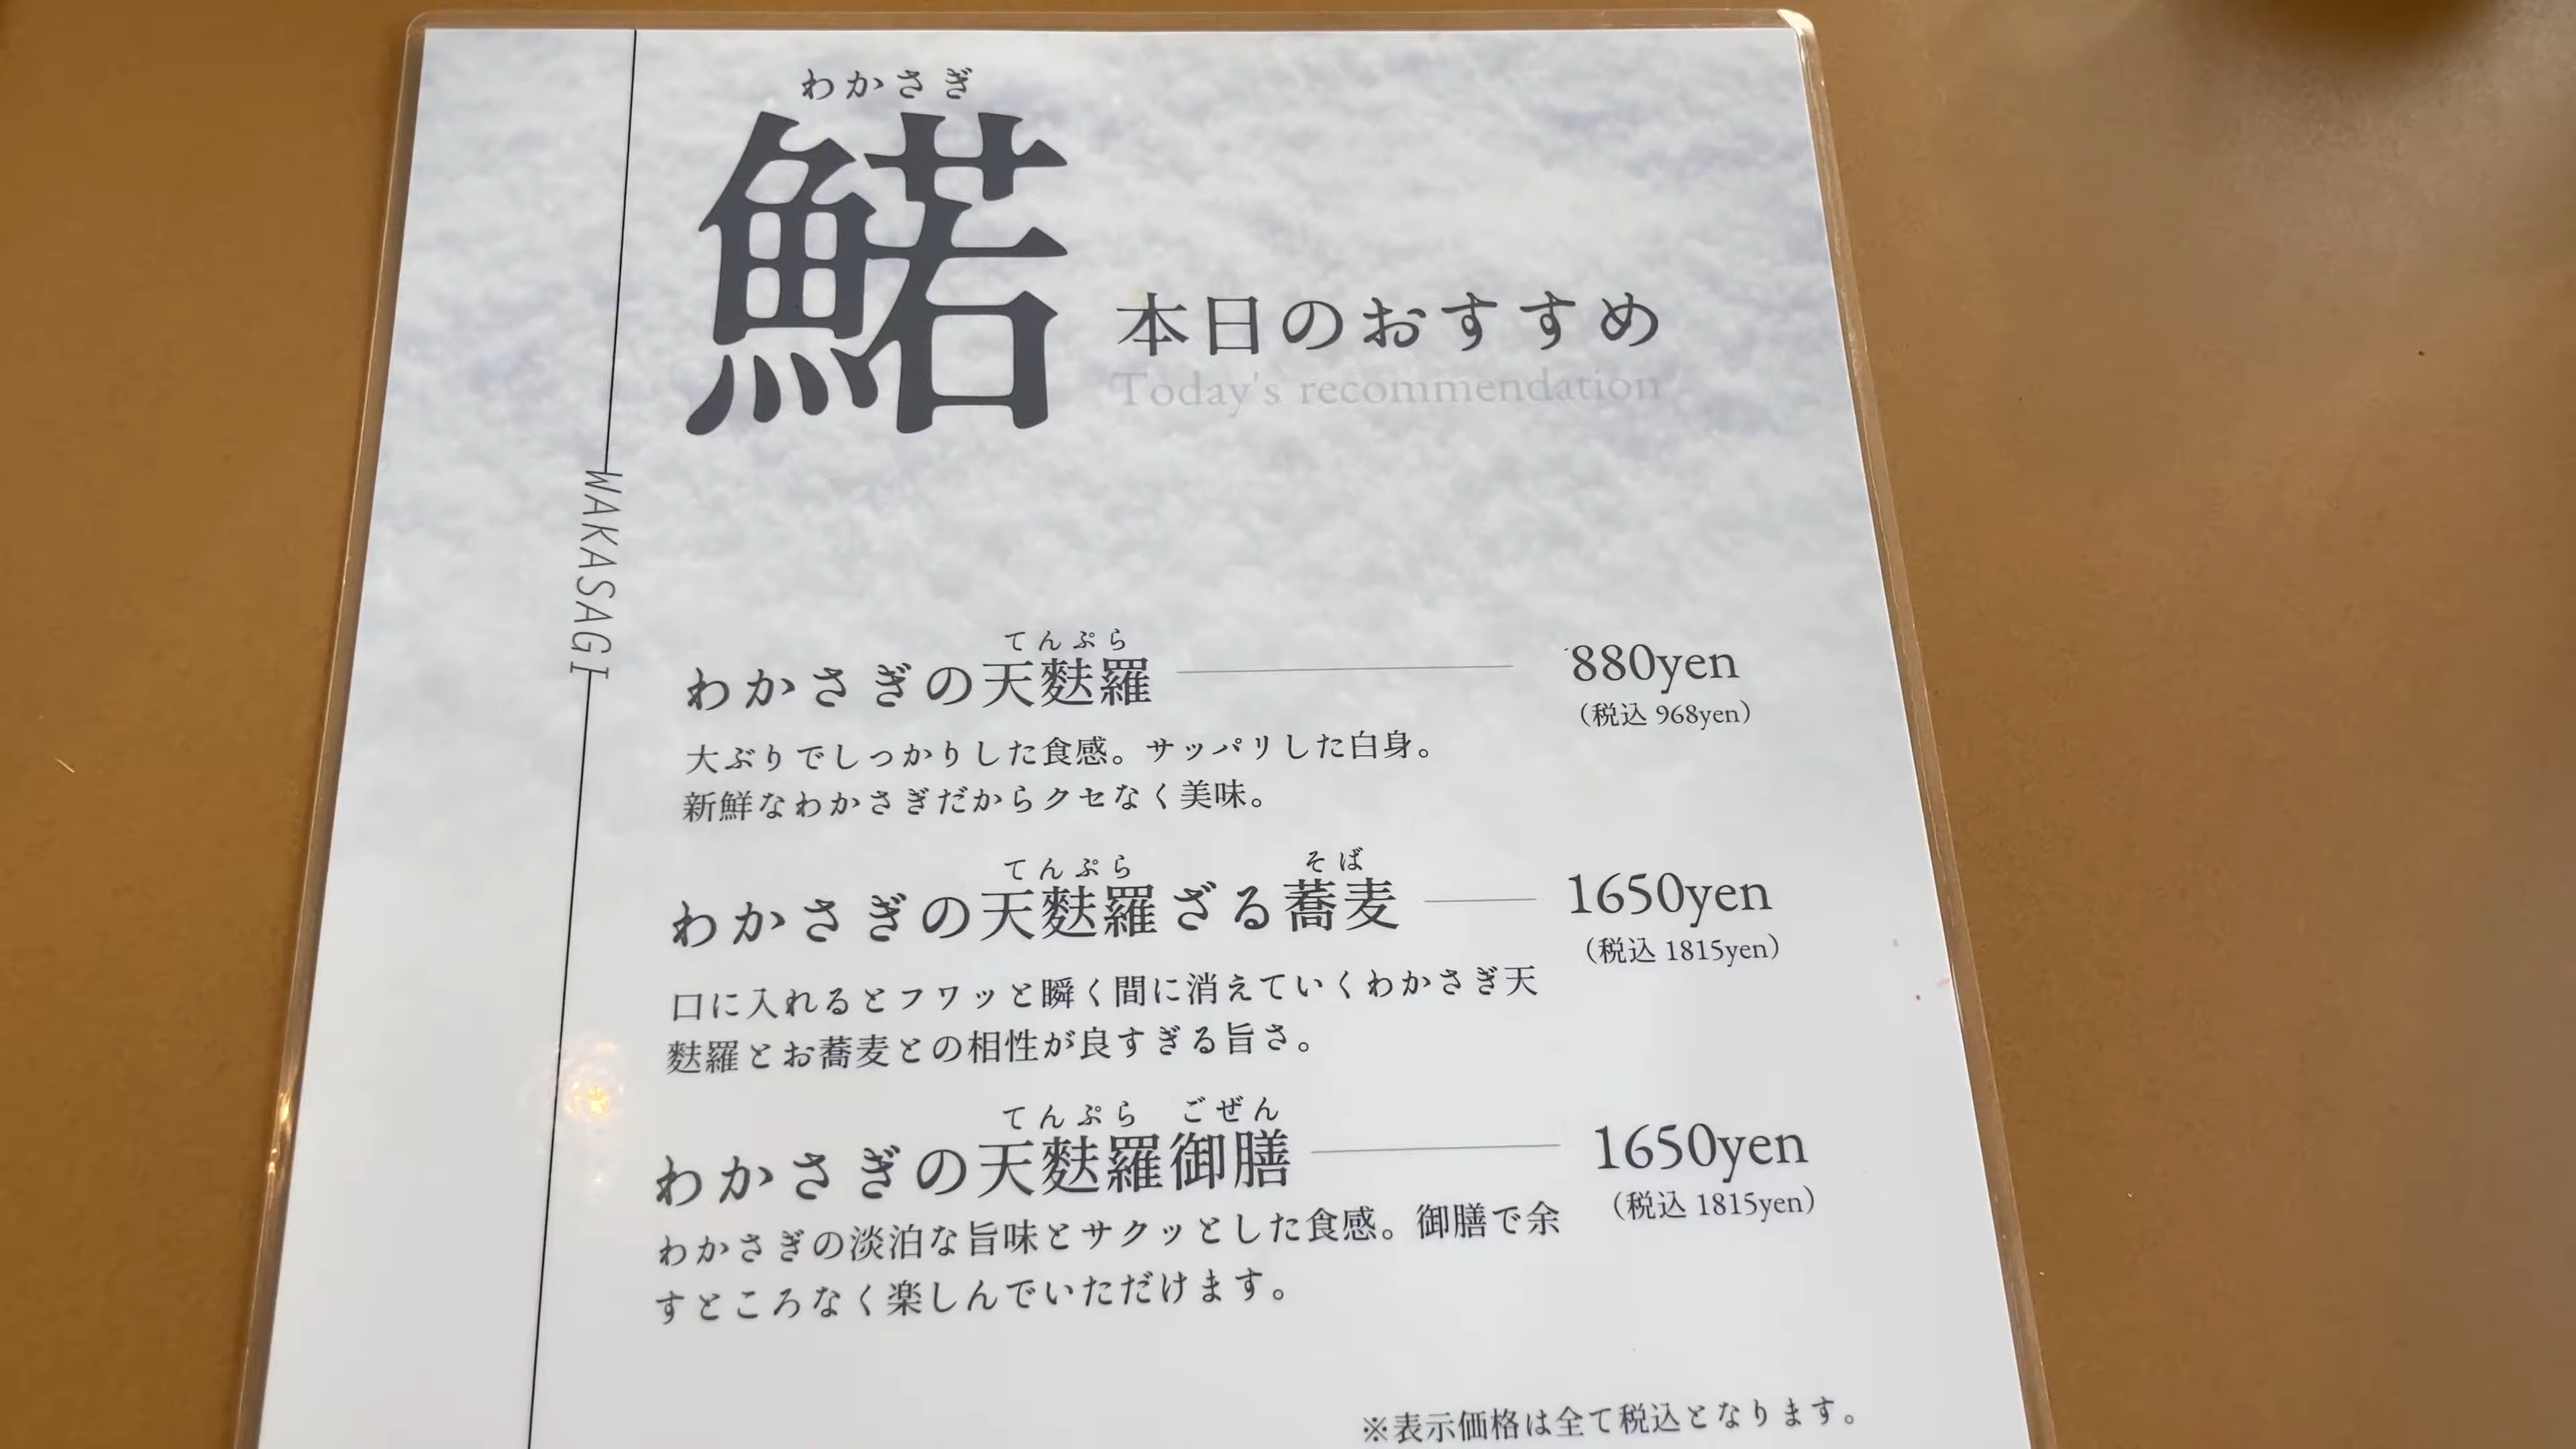 わかさぎ
鰙
本日のおすすめ
Today's recommendation
WAKASAGI
てんぷら
わかさぎの天麩羅 880yen
（税込 968yen）
大ぶりでしっかりした食感。サッパリした白身。
新鮮なわかさぎだからクセなく美味。
てんぷら そば
わかさぎの天麩羅ざる蕎麦 1650yen
（税込 1815yen）
口に入れるとフワッと瞬く間に消えていくわかさぎ天
麩羅とお蕎麦との相性が良すぎる旨さ。
てんぷら ごぜん
わかさぎの天麩羅御膳 1650yen
（税込 1815yen）
わかさぎの淡泊な旨味とサクッとした食感。御膳で余
すところなく楽しんでいただけます。
※表示価格は全て税込となります。